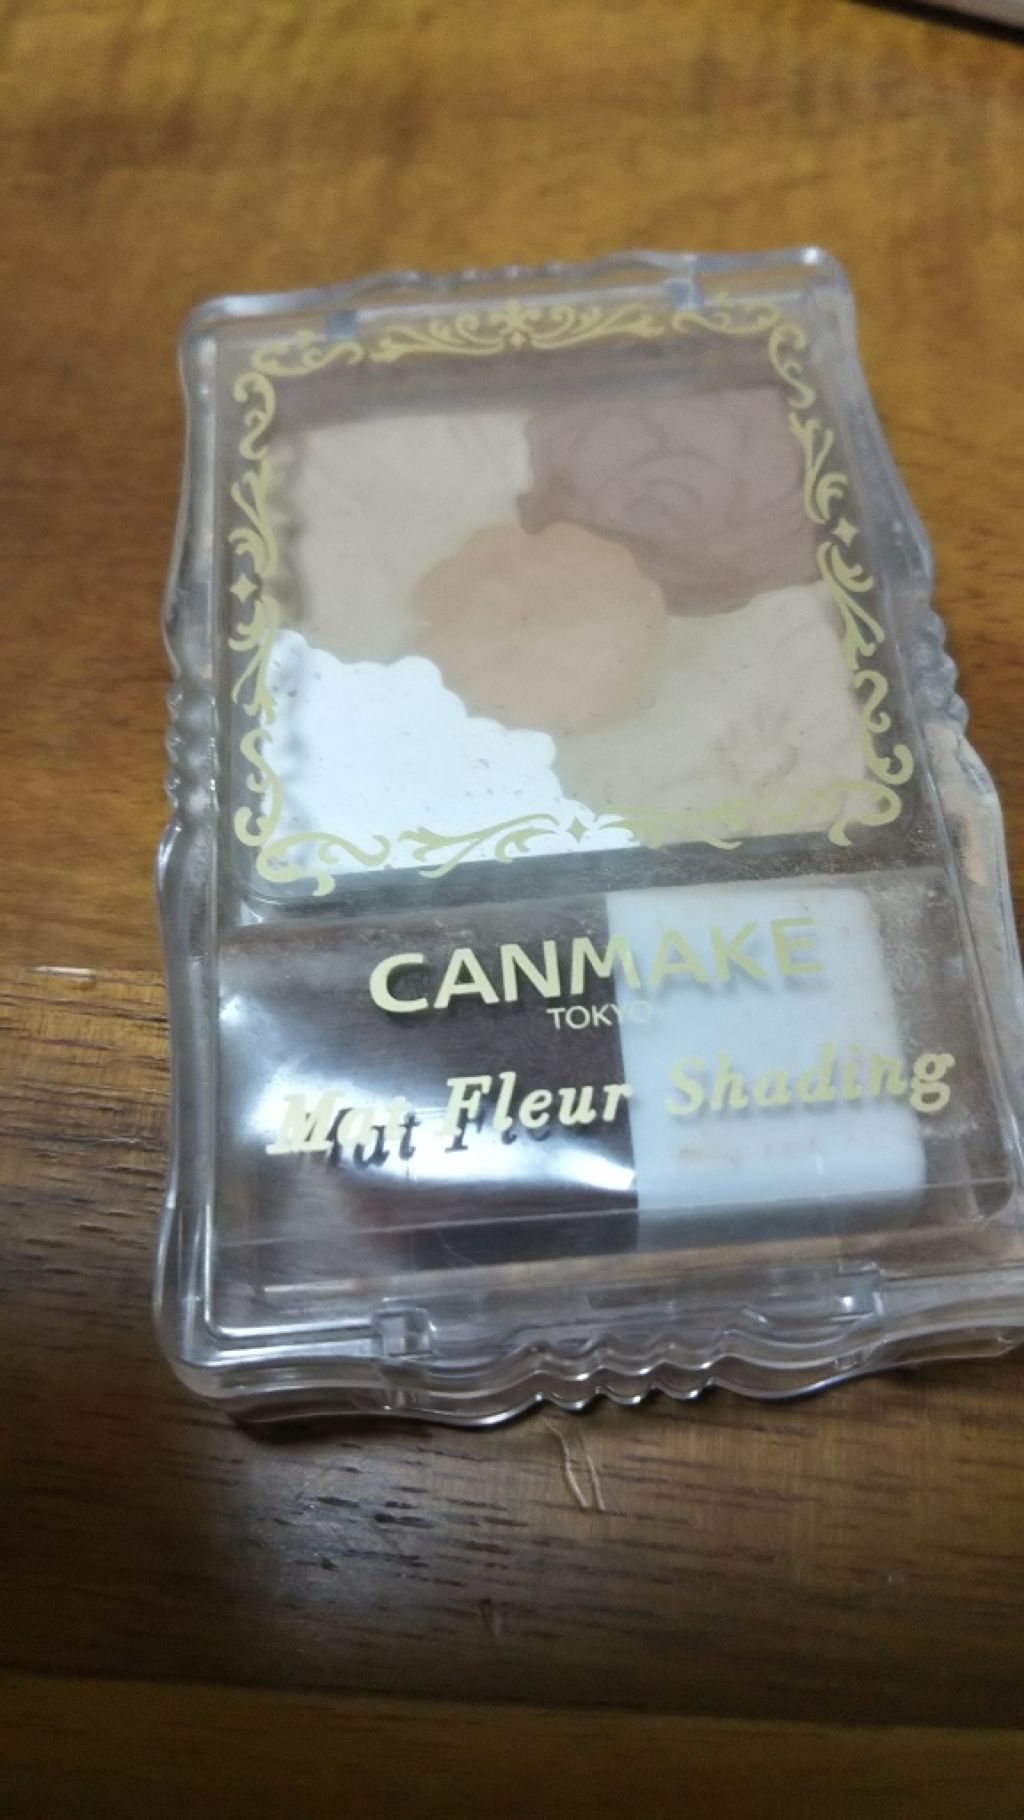 CANMAKE
TOKYO
Mat Fleur Shading